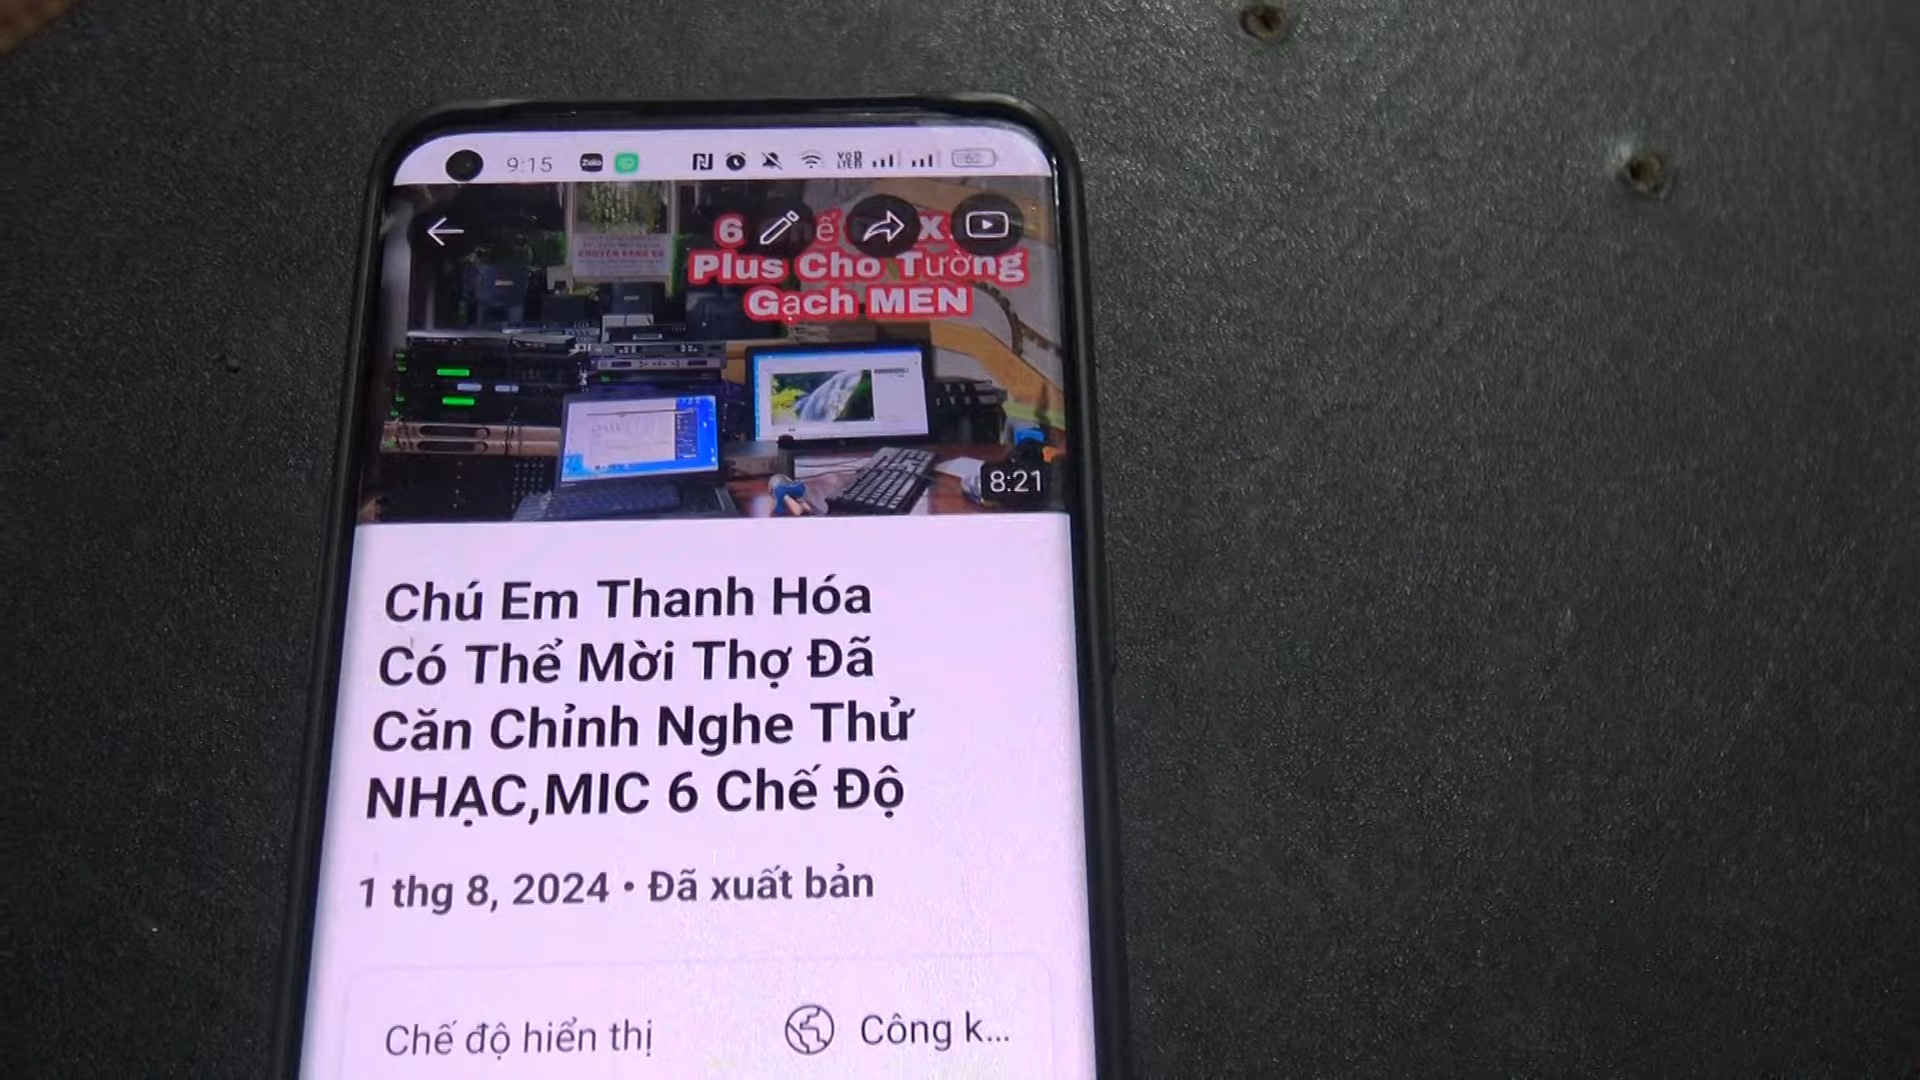 9:15
Zalo
62
6
X
Plus Cho Tường
Gạch MEN
8:21
Chú Em Thanh Hóa
Có Thể Mời Thợ Đã
Căn Chỉnh Nghe Thử
NHẠC,MIC 6 Chế Độ
1 thg 8, 2024 • Đã xuất bản
Chế độ hiển thị
Công k...